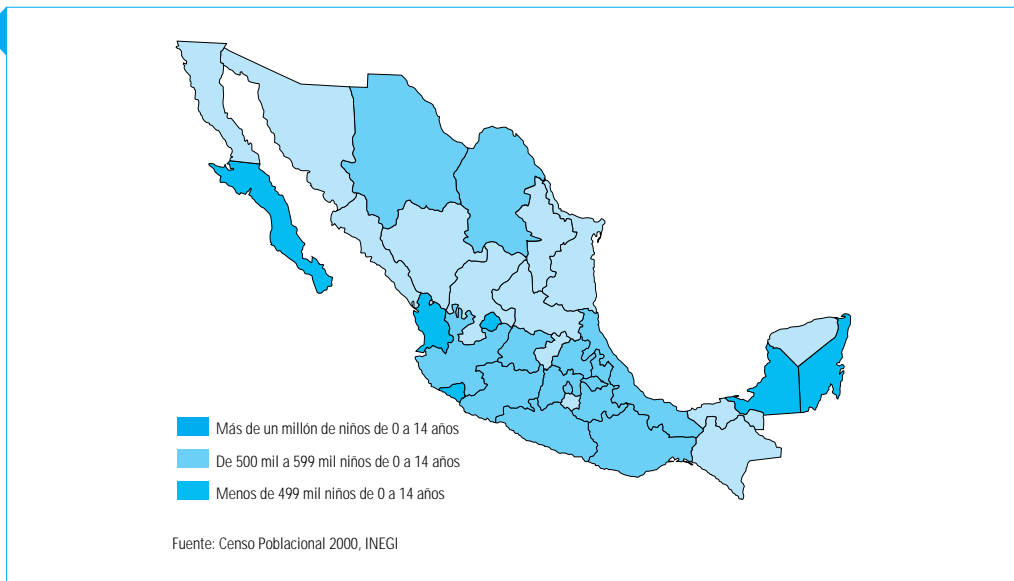 Más de un millón de niños de 0 a 14 años
De 500 mil a 599 mil niños de 0 a 14 años
Menos de 499 mil niños de 0 a 14 años
Fuente: Censo Poblacional 2000, INEGI